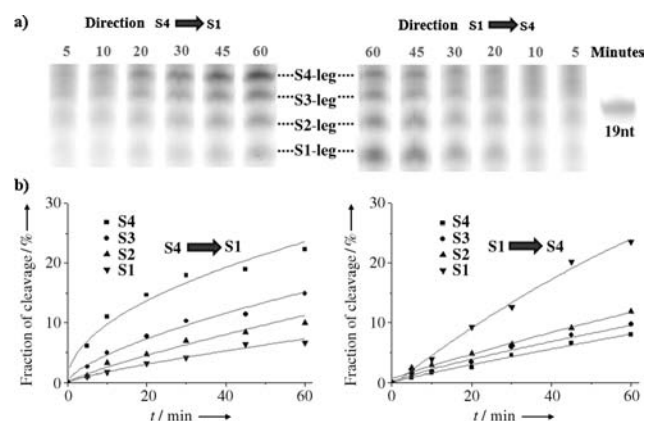 a) Direction S4 S1 Direction S1 S4
5 10 20 30 45 60 60 45 30 20 10 5 Minutes
····S4-leg····
····S3-leg····
····S2-leg····
····S1-leg····
19nt
b)
Fraction of cleavage / %
30
20
10
0
S4
S3
S2
S1
S4 S1
0 20 40 60
t / min
Fraction of cleavage / %
30
20
10
0
S4
S3
S2
S1
S1 S4
0 20 40 60
t / min